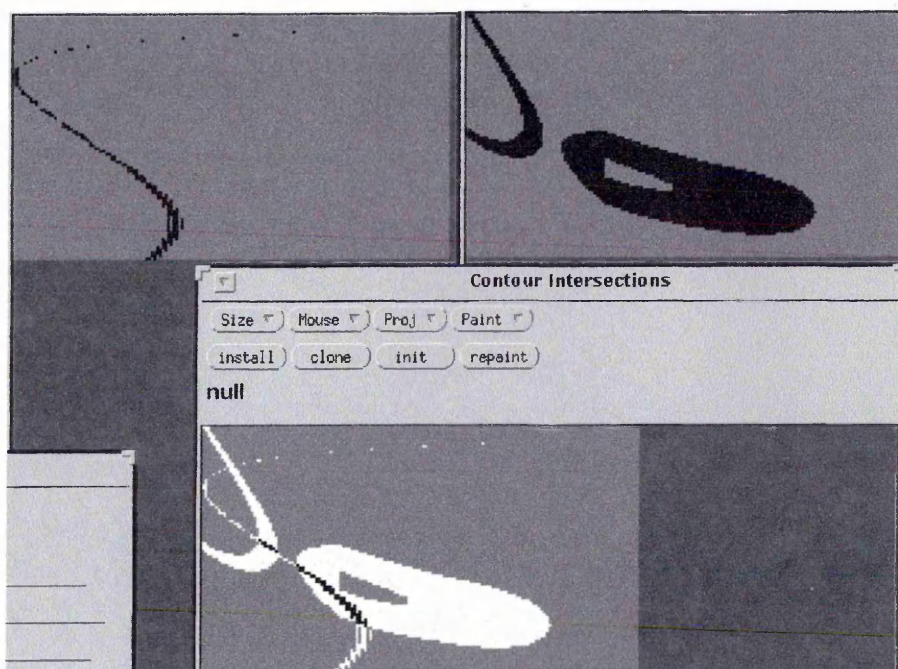 Contour Intersections
Size Mouse Proj Paint
install clone init repaint
null